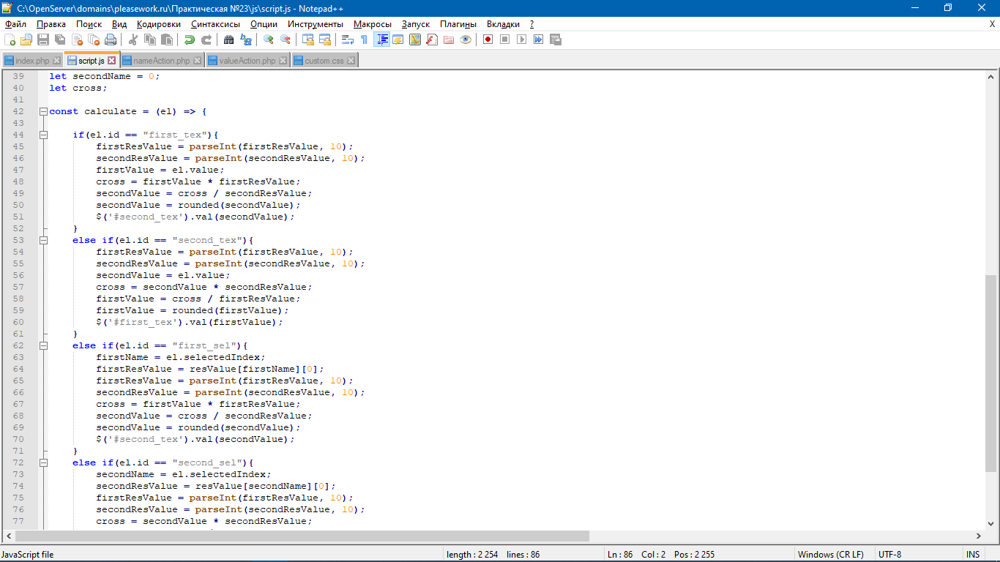 C:\OpenServer\domains\pleasework.ru\Практическая №23\js\script.js - Notepad++
Файл Правка Поиск Вид Кодировки Синтаксисы Опции Инструменты Макросы Запуск Плагины Вкладки ? X
index.php script.js nameAction.php valueAction.php custom.css
39 let secondName = 0;
40 let cross;
41
42 const calculate = (el) => {
43
44 if(el.id == "first_tex"){
45 firstResValue = parseInt(firstResValue, 10);
46 secondResValue = parseInt(secondResValue, 10);
47 firstValue = el.value;
48 cross = firstValue * firstResValue;
49 secondValue = cross / secondResValue;
50 secondValue = rounded(secondValue);
51 $('#second_tex').val(secondValue);
52 }
53 else if(el.id == "second_tex"){
54 firstResValue = parseInt(firstResValue, 10);
55 secondResValue = parseInt(secondResValue, 10);
56 secondValue = el.value;
57 cross = secondValue * secondResValue;
58 firstValue = cross / firstResValue;
59 firstValue = rounded(firstValue);
60 $('#first_tex').val(firstValue);
61 }
62 else if(el.id == "first_sel"){
63 firstName = el.selectedIndex;
64 firstResValue = resValue[firstName][0];
65 firstResValue = parseInt(firstResValue, 10);
66 secondResValue = parseInt(secondResValue, 10);
67 cross = firstValue * firstResValue;
68 secondValue = cross / secondResValue;
69 secondValue = rounded(secondValue);
70 $('#second_tex').val(secondValue);
71 }
72 else if(el.id == "second_sel"){
73 secondName = el.selectedIndex;
74 secondResValue = resValue[secondName][0];
75 firstResValue = parseInt(firstResValue, 10);
76 secondResValue = parseInt(secondResValue, 10);
77 cross = secondValue * secondResValue;
JavaScript file length : 2 254 lines : 86 Ln : 86 Col : 2 Pos : 2 255 Windows (CR LF) UTF-8 INS